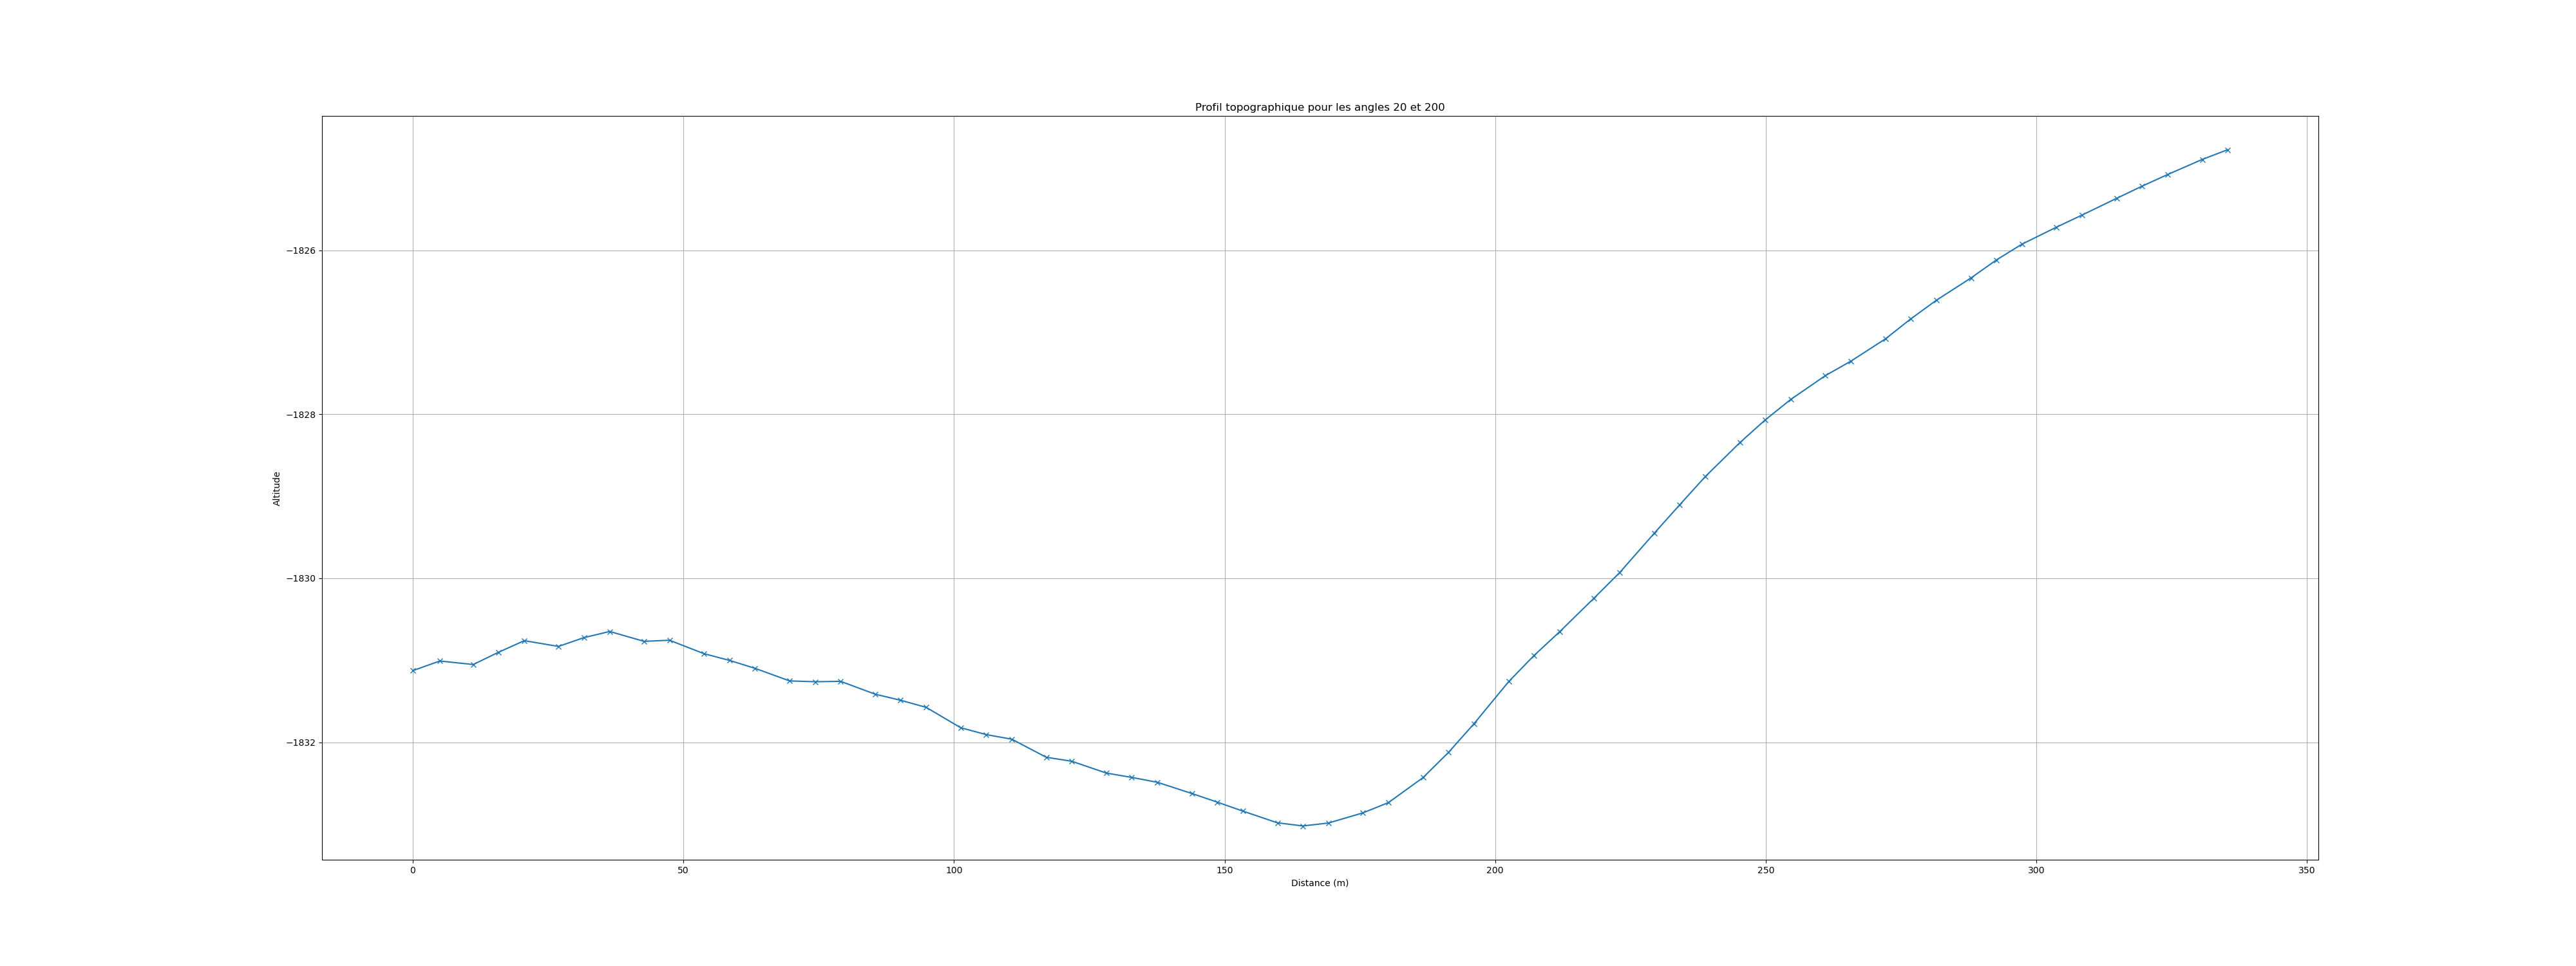 Profil topographique pour les angles 20 et 200
Altitude
−1826
−1828
−1830
−1832
0 50 100 150 200 250 300 350
Distance (m)